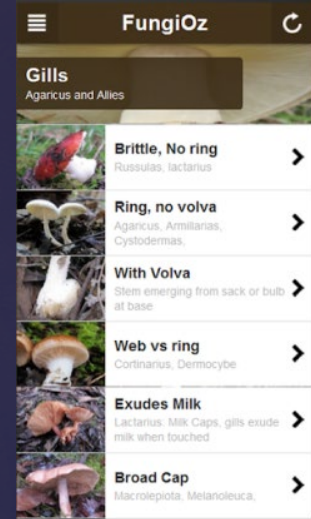 FungiOz
Gills
Agaricus and Allies
Brittle, No ring
Russulas, lactarius
Ring, no volva
Agaricus, Armillarias,
Cystodermas,
With Volva
Stem emerging from sack or bulb
at base
Web vs ring
Cortinarius, Dermocybe
Exudes Milk
Lactarius: Milk Caps, gills exude
milk when touched
Broad Cap
Macrolepiota, Melanoleuca,